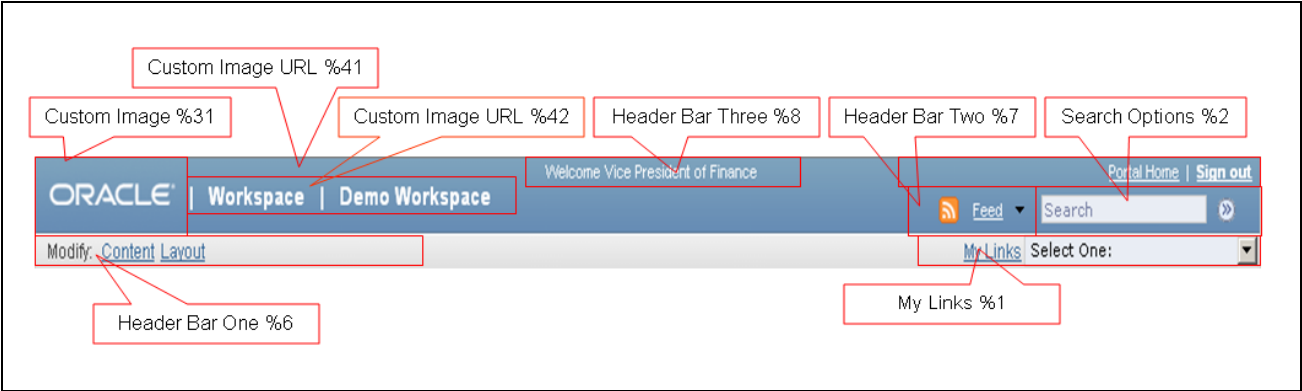 Custom Image URL %41
Custom Image %31
Custom Image URL %42
Header Bar Three %8
Header Bar Two %7
Search Options %2
Welcome Vice President of Finance
Portal Home | Sign out
ORACLE | Workspace | Demo Workspace
Feed
Search
Modify: Content Layout
My Links Select One:
My Links %1
Header Bar One %6